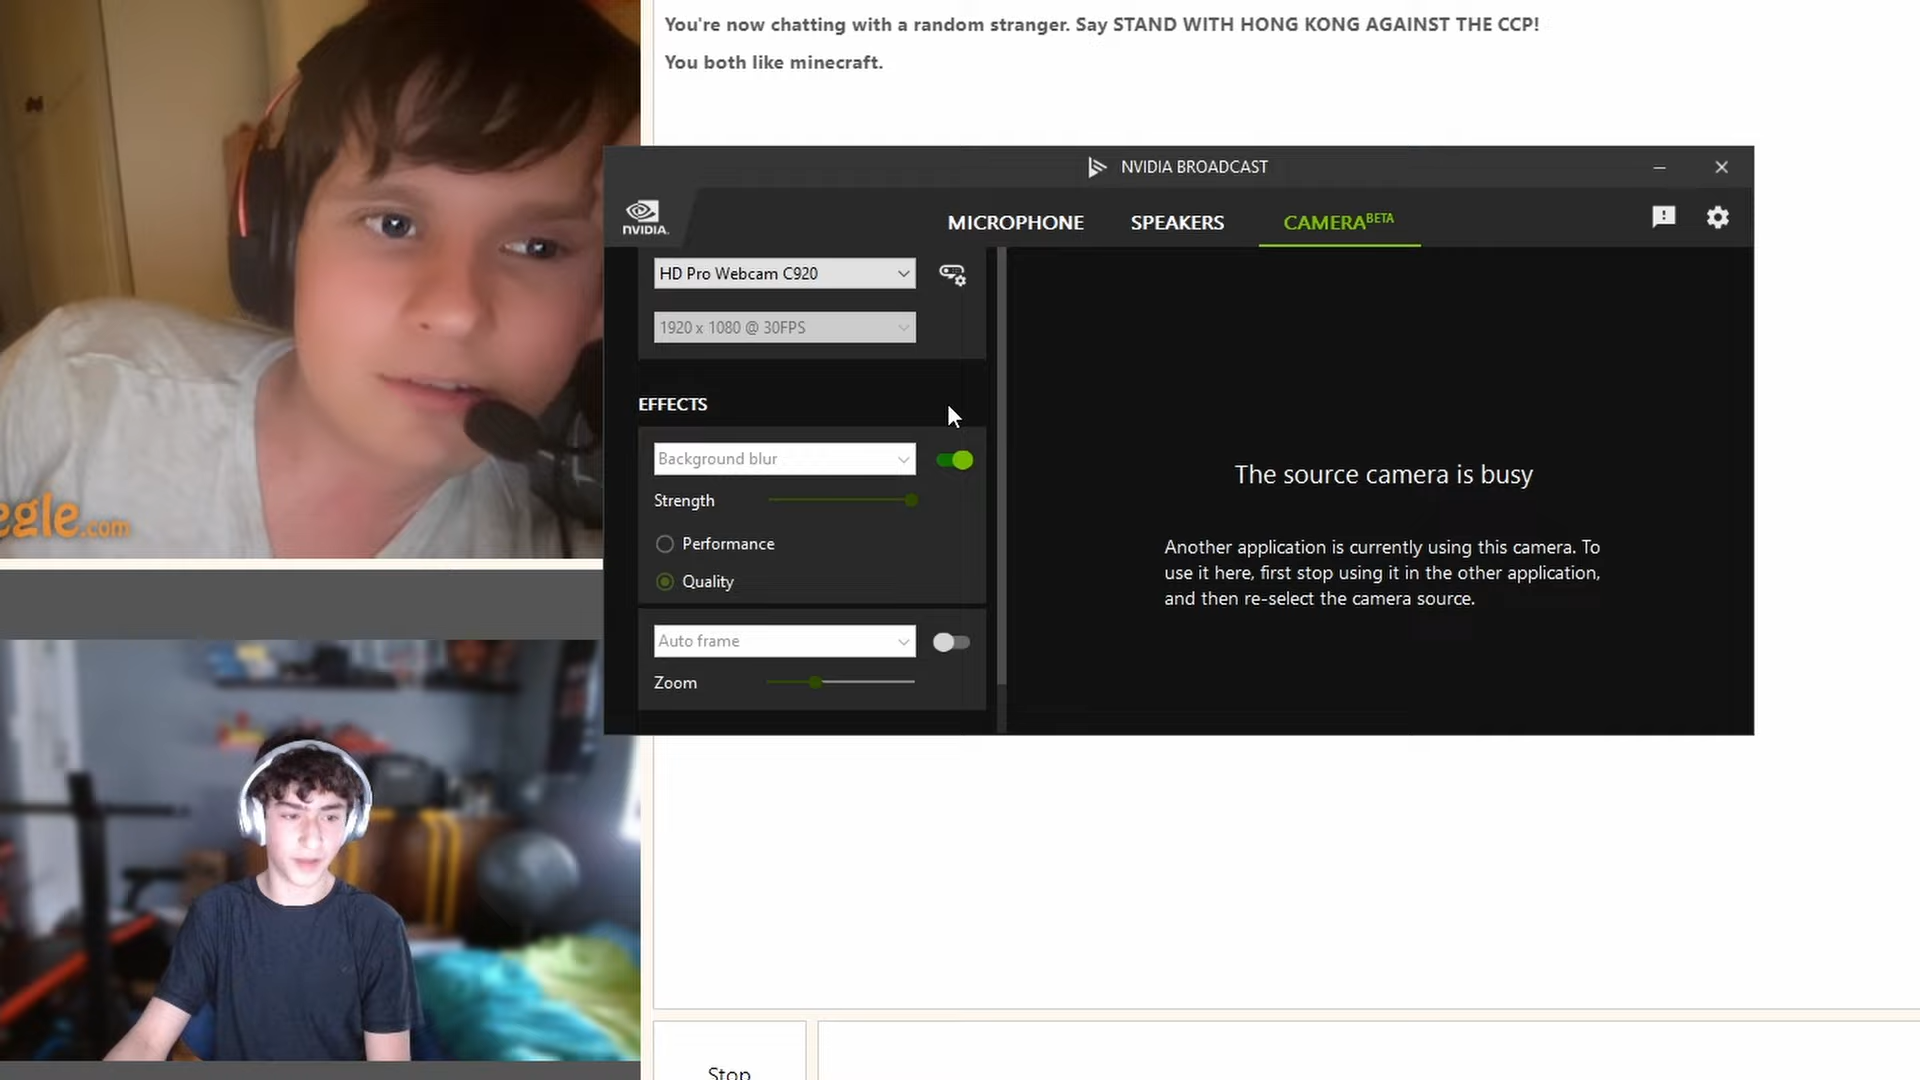 You're now chatting with a random stranger. Say STAND WITH HONG KONG AGAINST THE CCP!
You both like minecraft.
NVIDIA BROADCAST
NVIDIA.
MICROPHONE
SPEAKERS
CAMERA BETA
HD Pro Webcam C920
1920 x 1080 @ 30FPS
EFFECTS
Background blur
Strength
Performance
Quality
Auto frame
Zoom
The source camera is busy
Another application is currently using this camera. To
use it here, first stop using it in the other application,
and then re-select the camera source.
egle.com
Stop